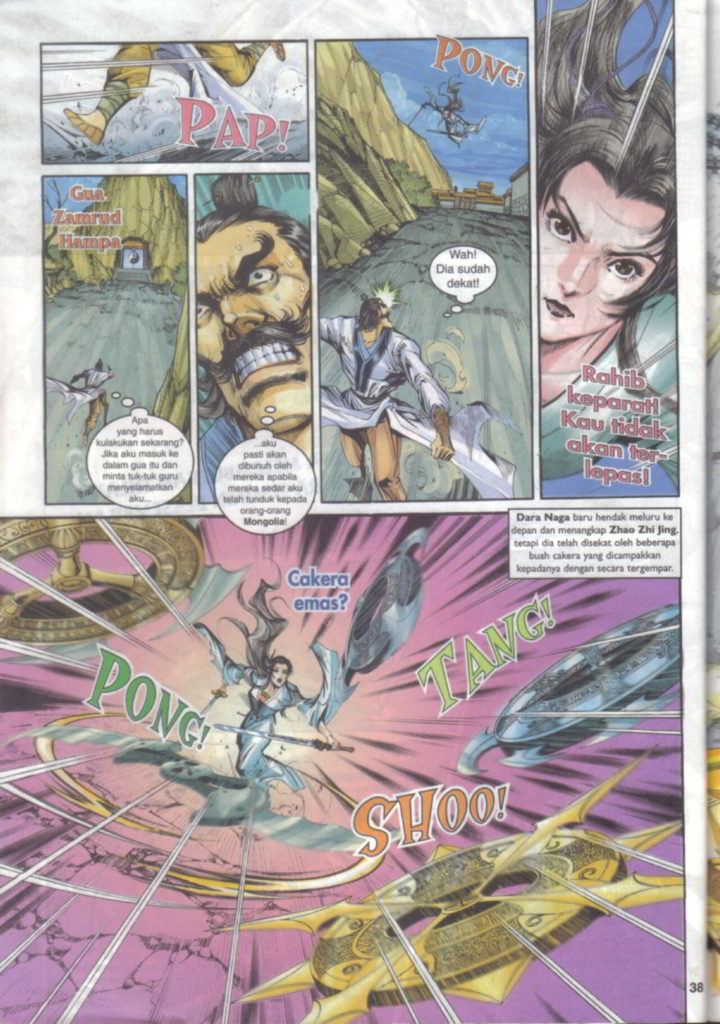 PAP!
Gua
Zamrud
Hampa
Apa
yang harus
kulakukan sekarang?
Jika aku masuk ke
dalam gua itu dan
minta tuk-tuk guru
menyelamatkan
aku...
...aku
pasti akan
dibunuh oleh
mereka apabila
mereka sedar aku
telah tunduk kepada
orang-orang
Mongolia!
PONG!
Wah!
Dia sudah
dekat!
Rahib
keparat!
Kau tidak
akan ter-
lepas!
Dara Naga baru hendak meluru ke
depan dan menangkap Zhao Zhi Jing,
tetapi dia telah disekat oleh beberapa
buah cakera yang dicampakkan
kepadanya dengan secara tergempar.
Cakera
emas?
PONG!
TANG!
SHOO!
38